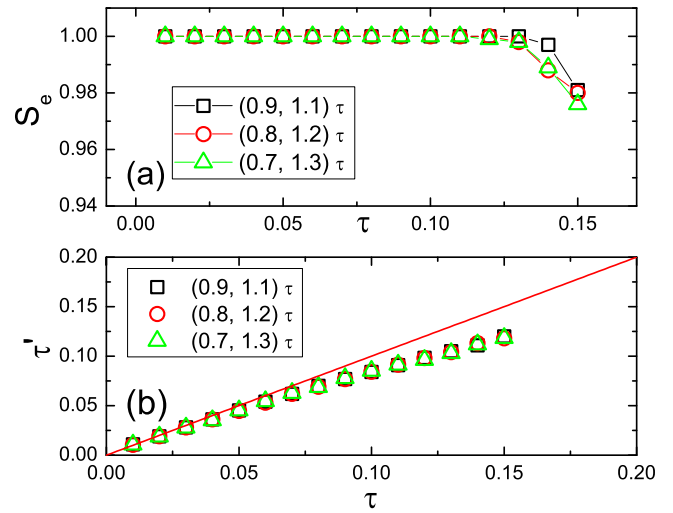 1.00
0.98
0.96
0.94
S_e
(0.9, 1.1) τ
(0.8, 1.2) τ
(0.7, 1.3) τ
(a)
0.00 0.05 0.10 0.15
τ
0.20
0.15
0.10
0.05
0.00
τ'
(0.9, 1.1) τ
(0.8, 1.2) τ
(0.7, 1.3) τ
(b)
0.00 0.05 0.10 0.15 0.20
τ